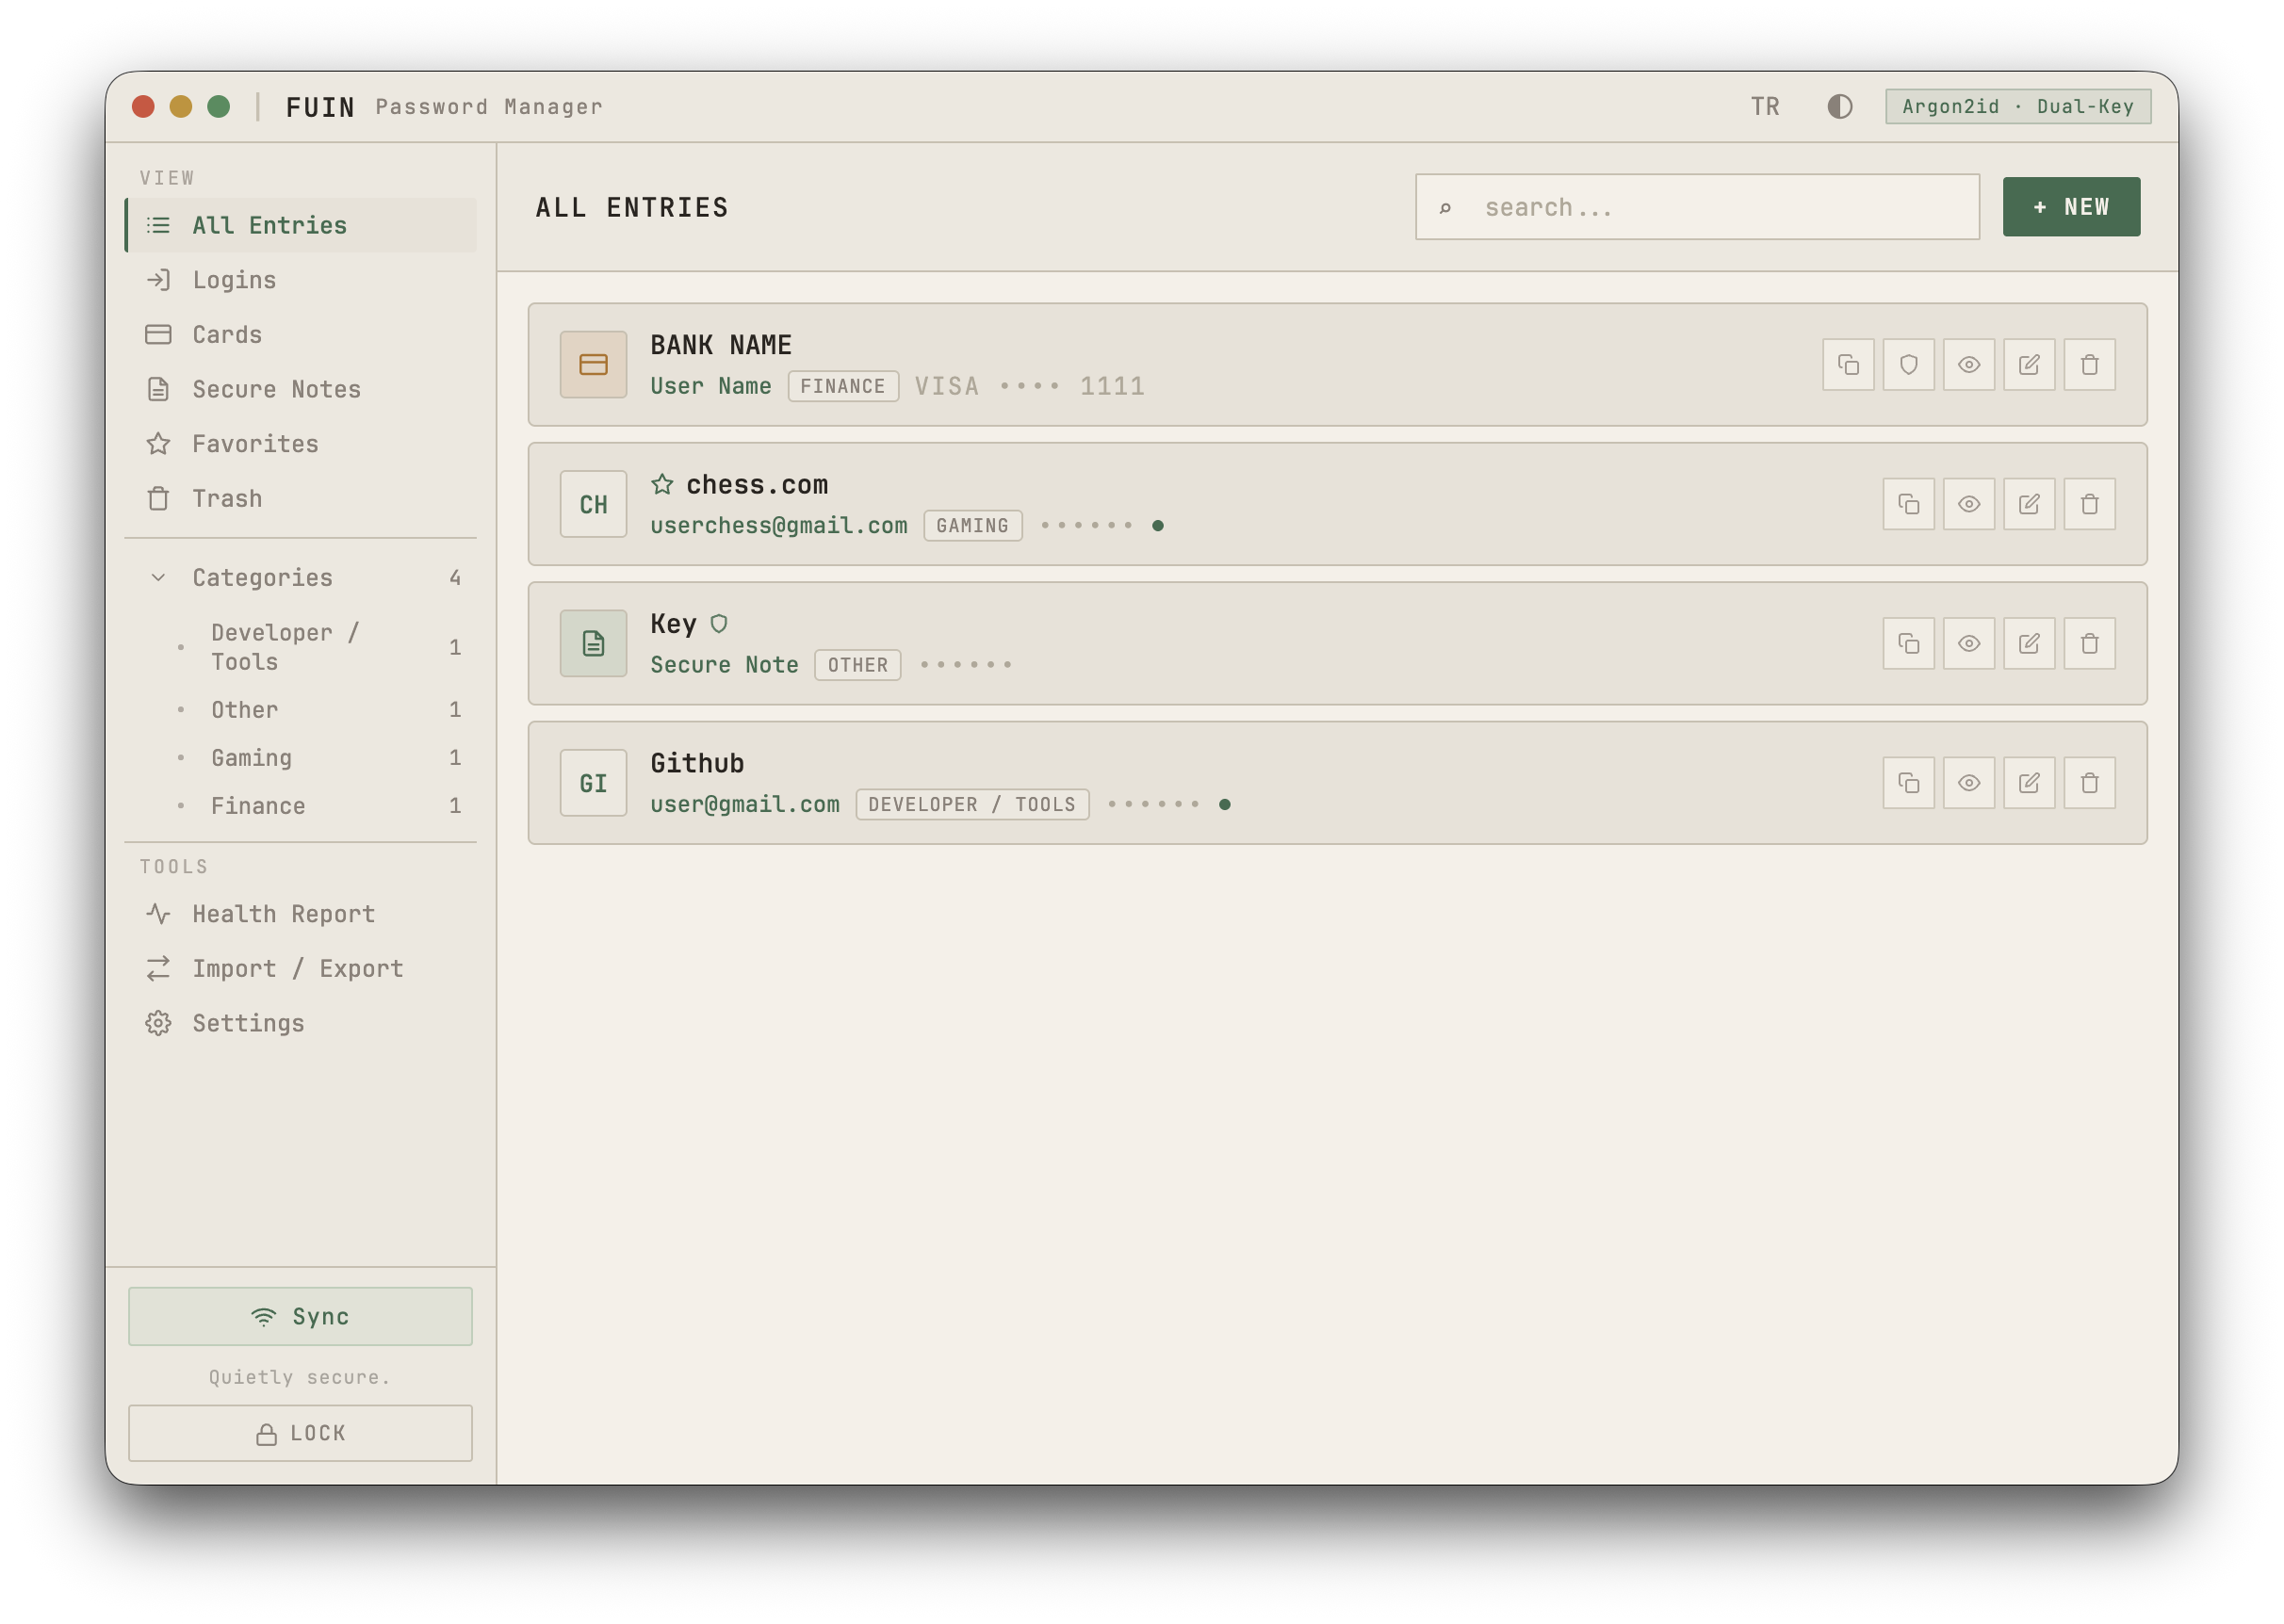 FUIN Password Manager
TR
Argon2id · Dual-Key
VIEW
All Entries
Logins
Cards
Secure Notes
Favorites
Trash
Categories 4
Developer /
Tools 1
Other 1
Gaming 1
Finance 1
TOOLS
Health Report
Import / Export
Settings
Sync
Quietly secure.
LOCK
ALL ENTRIES
search...
+ NEW
BANK NAME
User Name FINANCE VISA •••• 1111
CH
chess.com
userchess@gmail.com GAMING ••••••
Key
Secure Note OTHER ••••••
GI
Github
user@gmail.com DEVELOPER / TOOLS ••••••